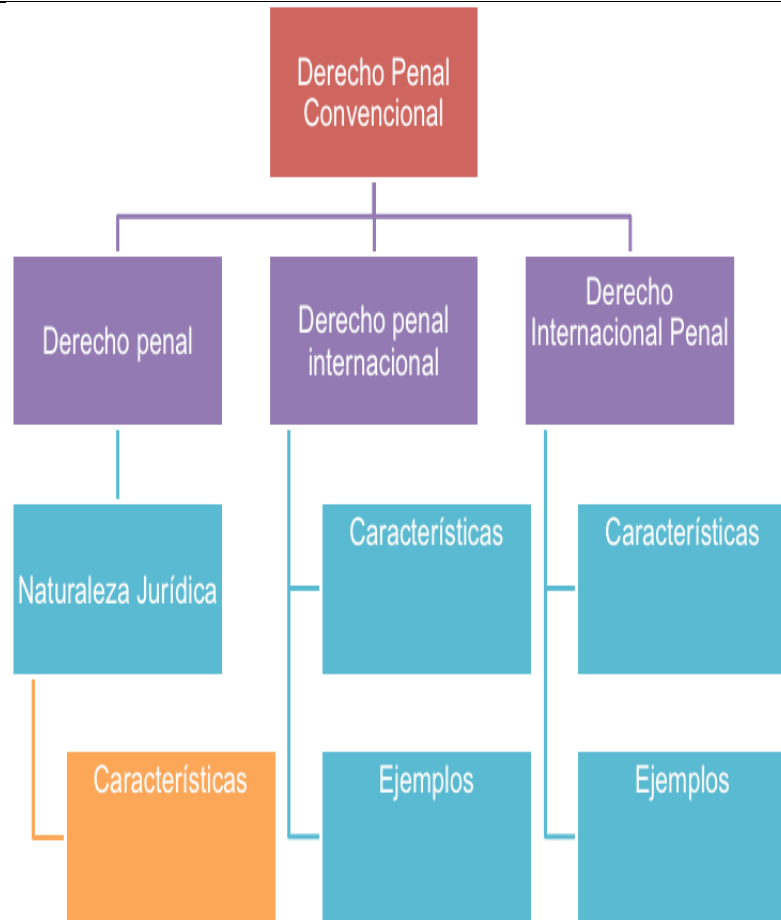 Derecho Penal
Convencional
Derecho penal
Derecho penal
internacional
Derecho
Internacional Penal
Naturaleza Jurídica
Características
Características
Características
Ejemplos
Ejemplos